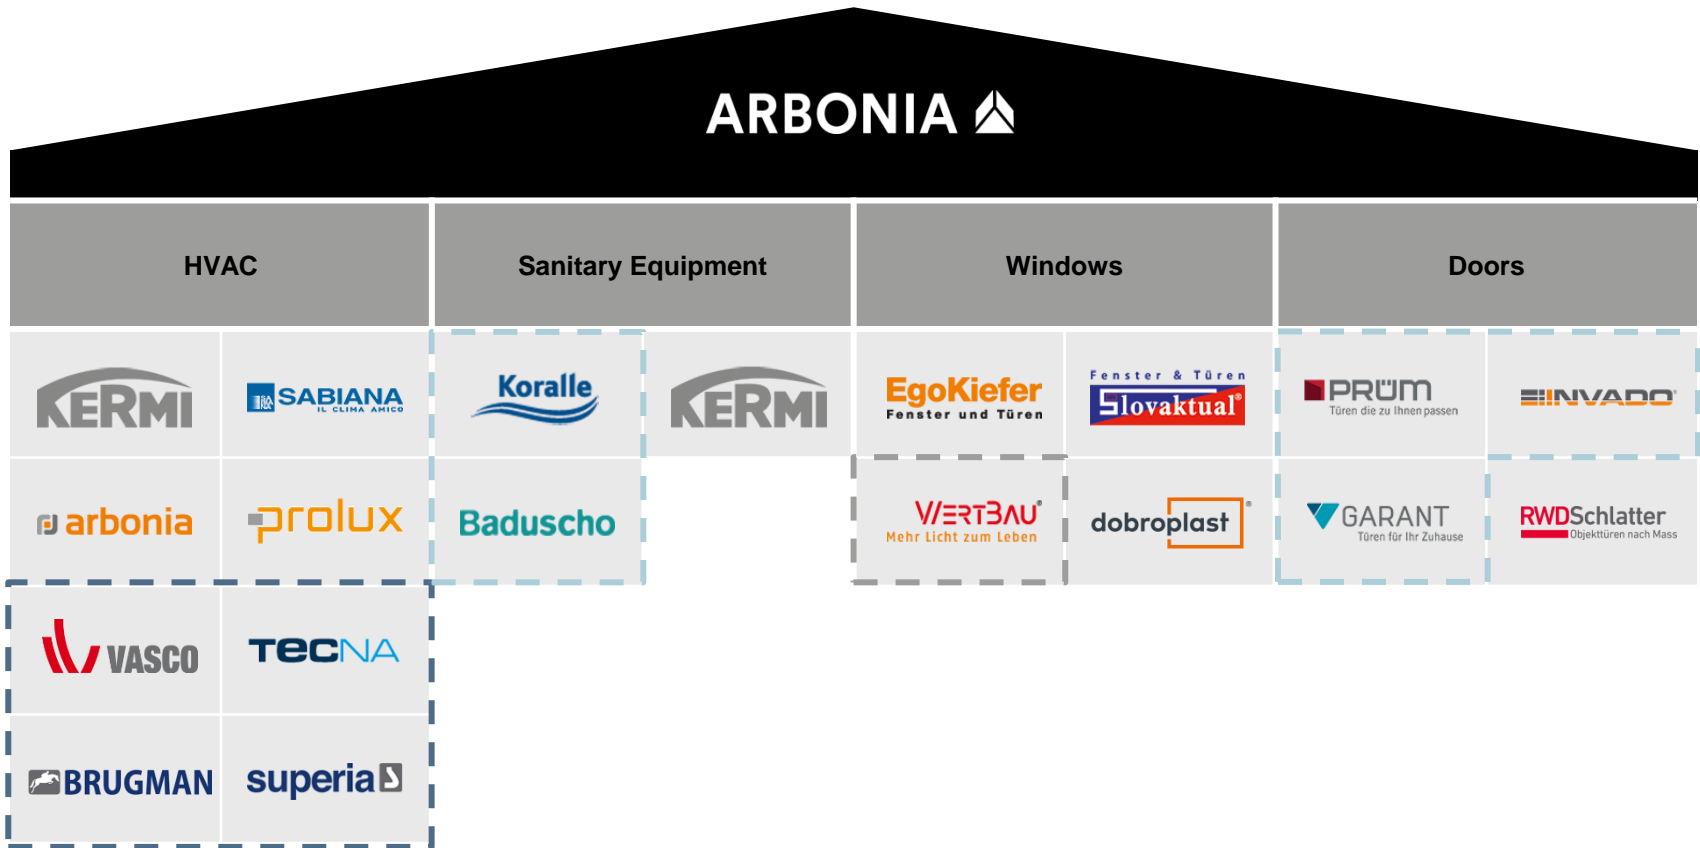 ARBONIA
HVAC
Sanitary Equipment
Windows
Doors
KERMI
SABIANA
IL CLIMA AMICO
Koralle
KERMI
EgoKiefer
Fenster und Türen
Fenster & Türen
Slovaktual®
PRÜM
Türen die zu Ihnen passen
INVADO®
arbonia
prolux
Baduscho
WERTBAU®
Mehr Licht zum Leben
dobroplast®
GARANT
Türen für Ihr Zuhause
RWDSchlatter
Objekttüren nach Mass
VASCO
TECNA
BRUGMAN
superia